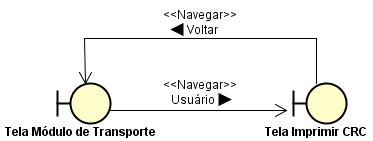 <<Navegar>>
Voltar
<<Navegar>>
Usuário
Tela Módulo de Transporte
Tela Imprimir CRC